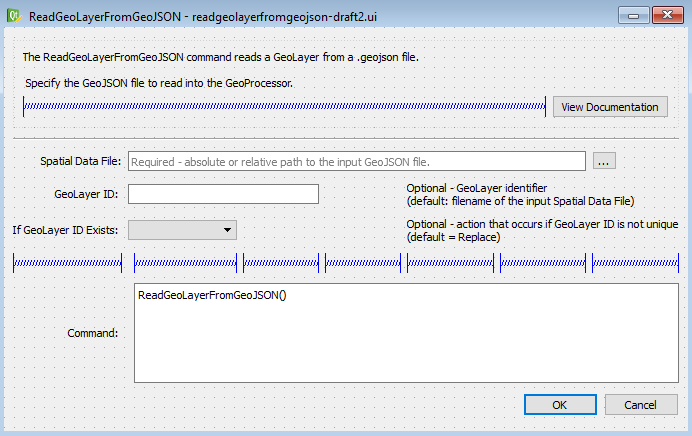 ReadGeoLayerFromGeoJSON - readgeolayerfromgeojson-draft2.ui
The ReadGeoLayerFromGeoJSON command reads a GeoLayer from a .geojson file.
Specify the GeoJSON file to read into the GeoProcessor.
View Documentation
Spatial Data File: Required - absolute or relative path to the input GeoJSON file. ...
GeoLayer ID: Optional - GeoLayer identifier
(default: filename of the input Spatial Data File)
If GeoLayer ID Exists: Optional - action that occurs if GeoLayer ID is not unique
(default = Replace)
ReadGeoLayerFromGeoJSON()
Command:
OK Cancel